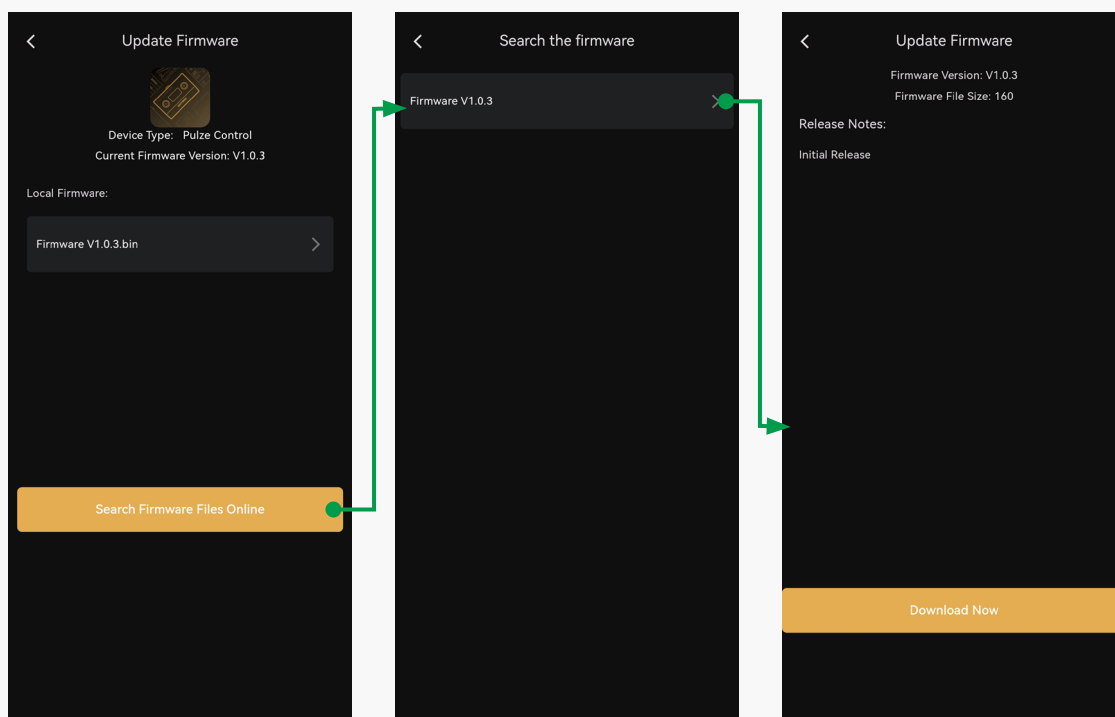 Update Firmware
Device Type: Pulze Control
Current Firmware Version: V1.0.3
Local Firmware:
Firmware V1.0.3.bin
Search Firmware Files Online
Search the firmware
Firmware V1.0.3
Update Firmware
Firmware Version: V1.0.3
Firmware File Size: 160
Release Notes:
Initial Release
Download Now